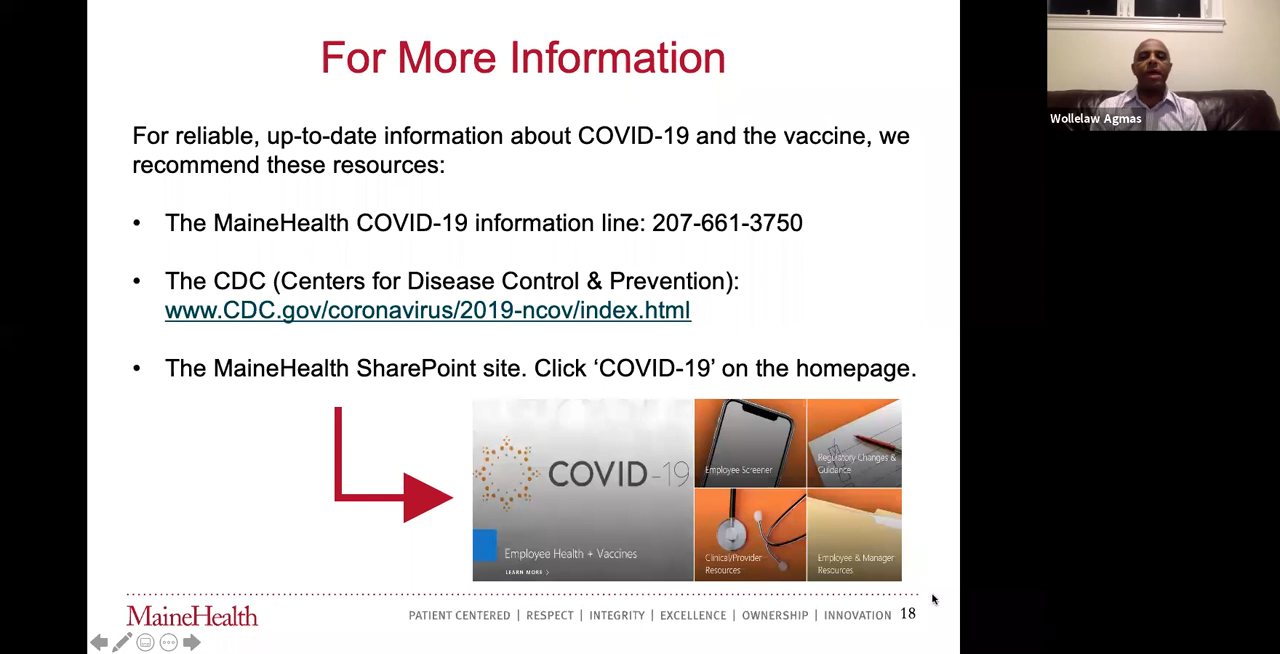 For More Information
For reliable, up-to-date information about COVID-19 and the vaccine, we
recommend these resources:
• The MaineHealth COVID-19 information line: 207-661-3750
• The CDC (Centers for Disease Control & Prevention):
www.CDC.gov/coronavirus/2019-ncov/index.html
• The MaineHealth SharePoint site. Click ‘COVID-19’ on the homepage.
COVID-19
Employee Health + Vaccines
LEARN MORE >
Employee Screener
Regulatory Changes &
Guidance
Clinical/Provider
Resources
Employee & Manager
Resources
MaineHealth
PATIENT CENTERED | RESPECT | INTEGRITY | EXCELLENCE | OWNERSHIP | INNOVATION 18
Wollelaw Agmas